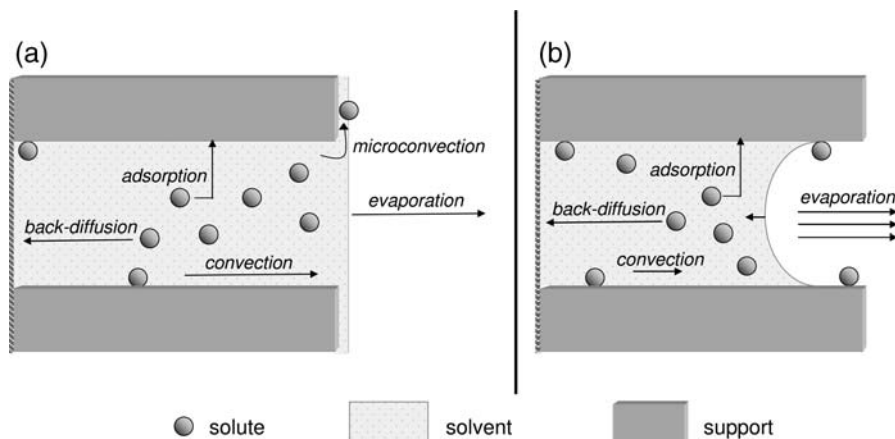 (a)
microconvection
adsorption
evaporation
back-diffusion
convection
(b)
adsorption
evaporation
back-diffusion
convection
solute
solvent
support